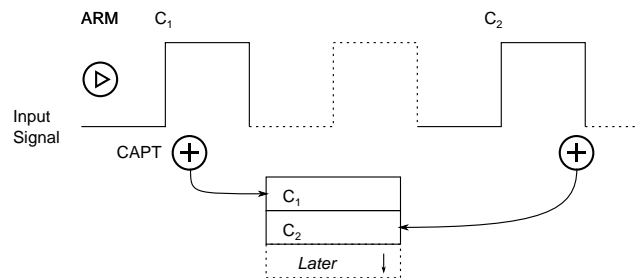 ARM C1 C2
Input
Signal
CAPT
C1
C2
Later